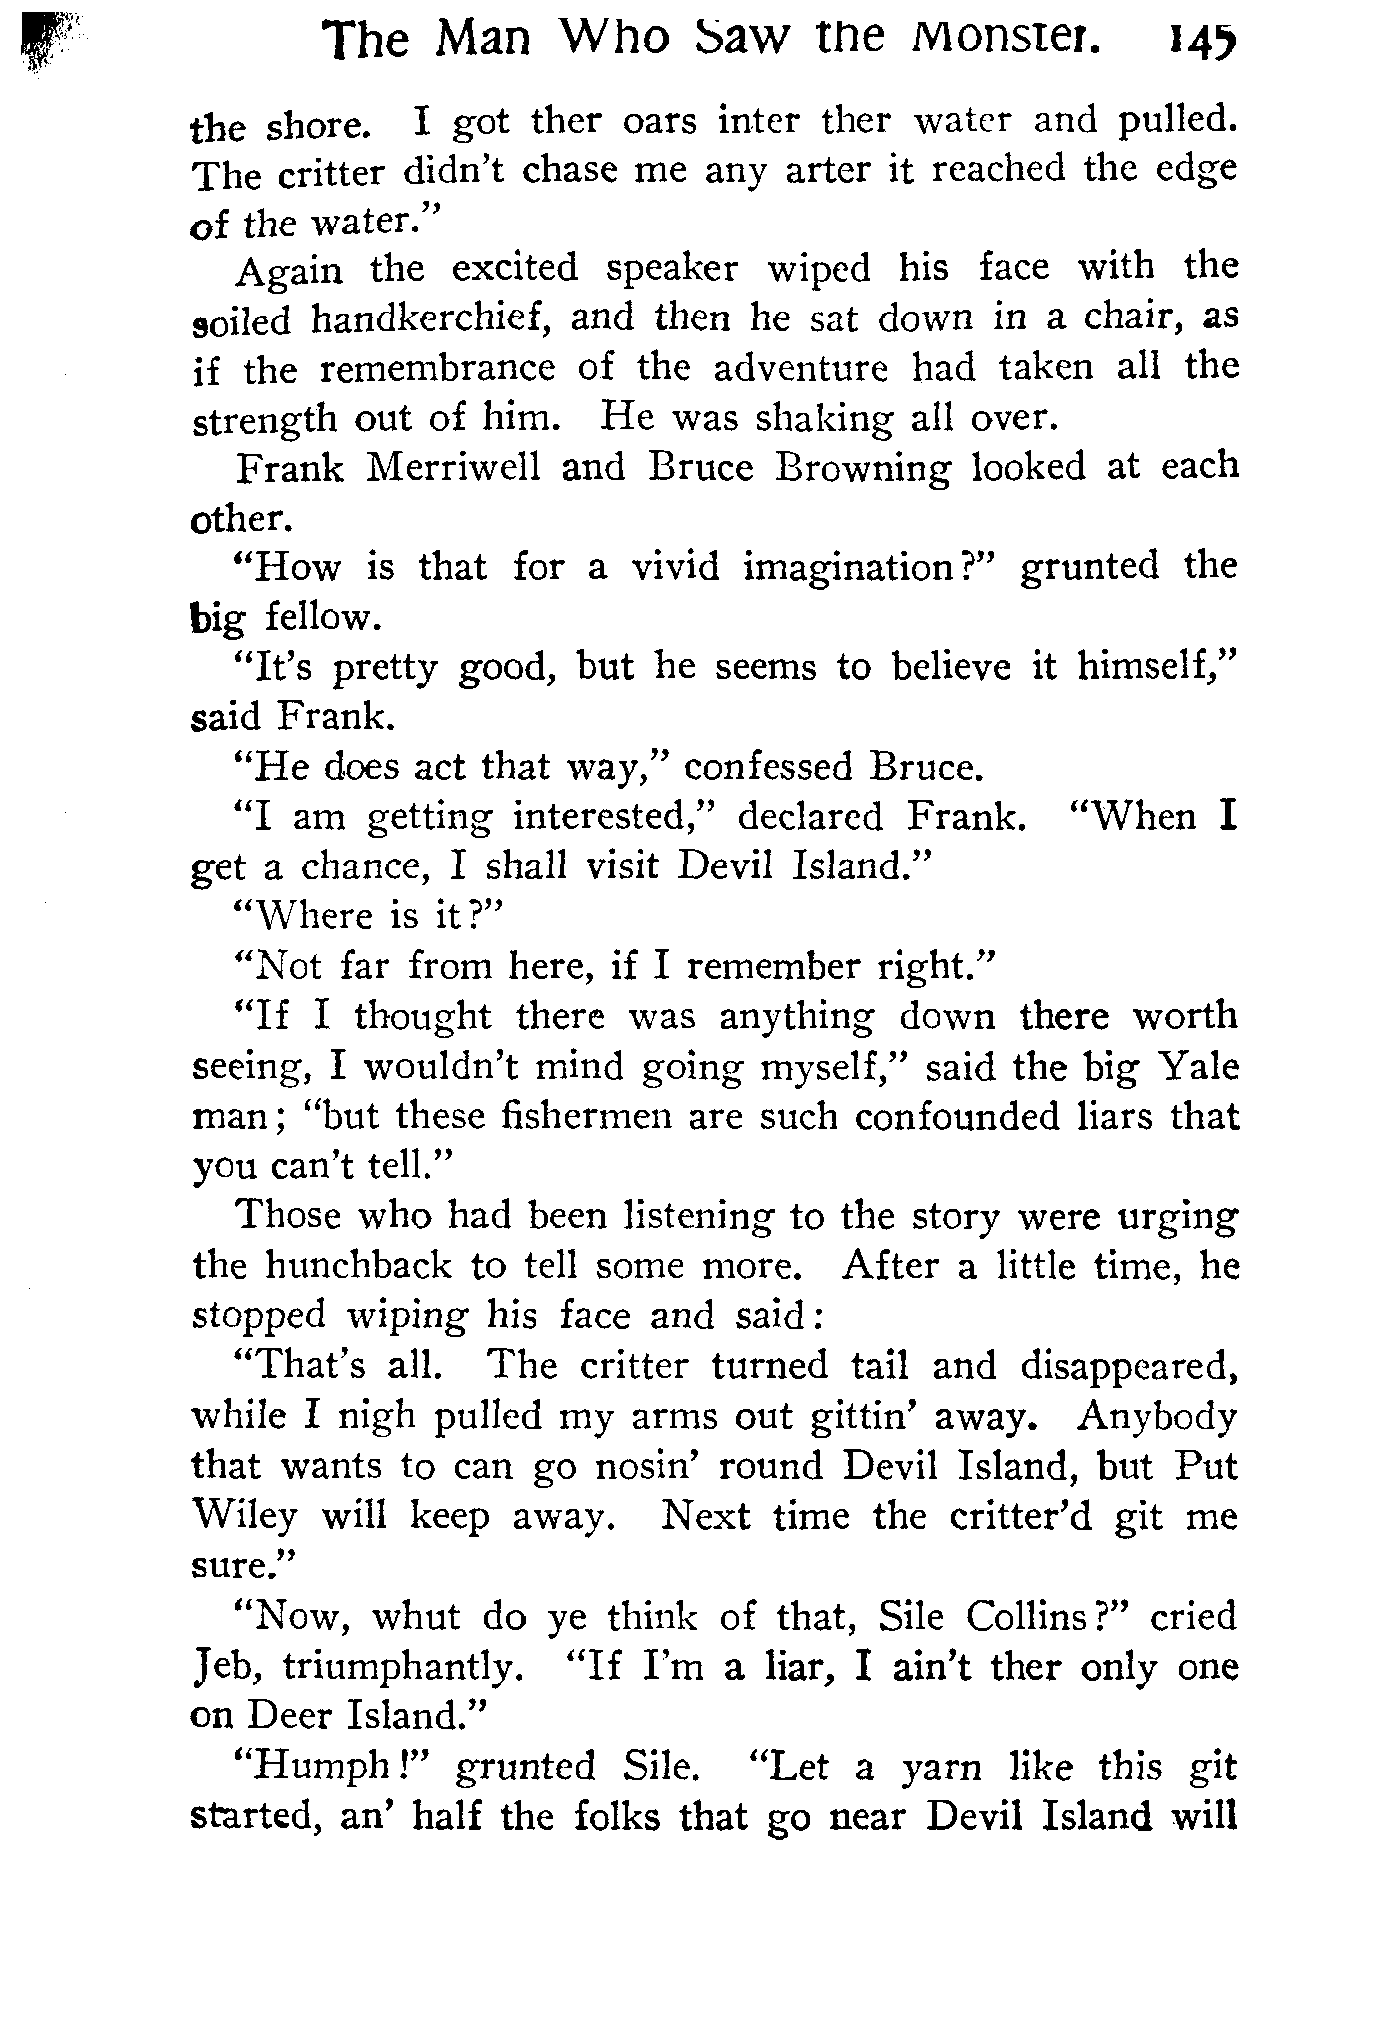 The Man Who Saw the Monster. 145
the shore. I got ther oars inter ther water and pulled.
The critter didn't chase me any arter it reached the edge
of the water."
Again the excited speaker wiped his face with the
soiled handkerchief, and then he sat down in a chair, as
if the remembrance of the adventure had taken all the
strength out of him. He was shaking all over.
Frank Merriwell and Bruce Browning looked at each
other.
"How is that for a vivid imagination?" grunted the
big fellow.
"It's pretty good, but he seems to believe it himself,"
said Frank.
"He does act that way," confessed Bruce.
"I am getting interested," declared Frank. "When I
get a chance, I shall visit Devil Island."
"Where is it?"
"Not far from here, if I remember right."
"If I thought there was anything down there worth
seeing, I wouldn't mind going myself," said the big Yale
man; "but these fishermen are such confounded liars that
you can't tell."
Those who had been listening to the story were urging
the hunchback to tell some more. After a little time, he
stopped wiping his face and said:
"That's all. The critter turned tail and disappeared,
while I nigh pulled my arms out gittin' away. Anybody
that wants to can go nosin' round Devil Island, but Put
Wiley will keep away. Next time the critter'd git me
sure."
"Now, whut do ye think of that, Sile Collins?" cried
Jeb, triumphantly. "If I'm a liar, I ain't ther only one
on Deer Island."
"Humph!" grunted Sile. "Let a yarn like this git
started, an' half the folks that go near Devil Island will